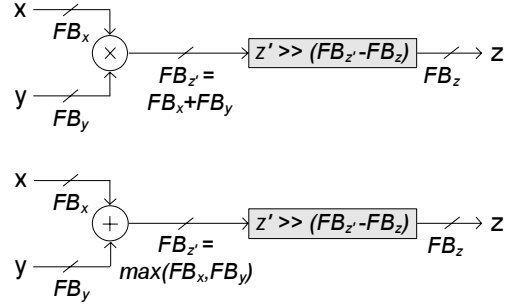 x
FBx
×
z' >> (FBz'-FBz)
z
FBz' =
FBz
y
FBx+FBy
FBy
x
FBx
+
z' >> (FBz'-FBz)
z
FBz' =
FBz
y
max(FBx,FBy)
FBy